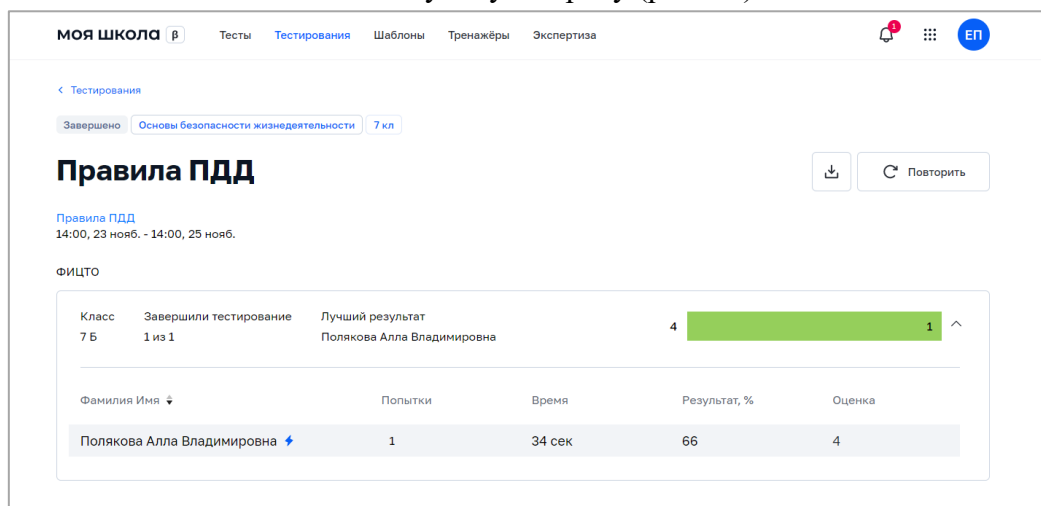 МОЯ ШКОЛА β Тесты Тестирования Шаблоны Тренажёры Экспертиза 1 ЕП
Тестирования
Завершено Основы безопасности жизнедеятельности 7 кл
Правила ПДД
Повторить
Правила ПДД
14:00, 23 нояб. - 14:00, 25 нояб.
ФИЦТО
Класс Завершили тестирование Лучший результат
7 Б 1 из 1 Полякова Алла Владимировна 4 1
Фамилия Имя Попытки Время Результат, % Оценка
Полякова Алла Владимировна 1 34 сек 66 4